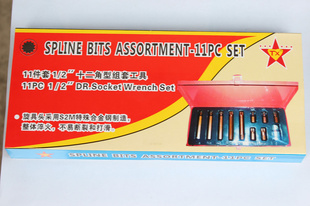 SPLINE BITS ASSORTMENT-11PC SET
TX
11件套1/2"十二角型组套工具
11PC 1/2"DR.Socket Wrench Set
●旋具头采用S2M特殊合金钢制造，
整体淬火，不易断裂和打滑。
SPLINE BITS ASSORTMENT-11PC SET